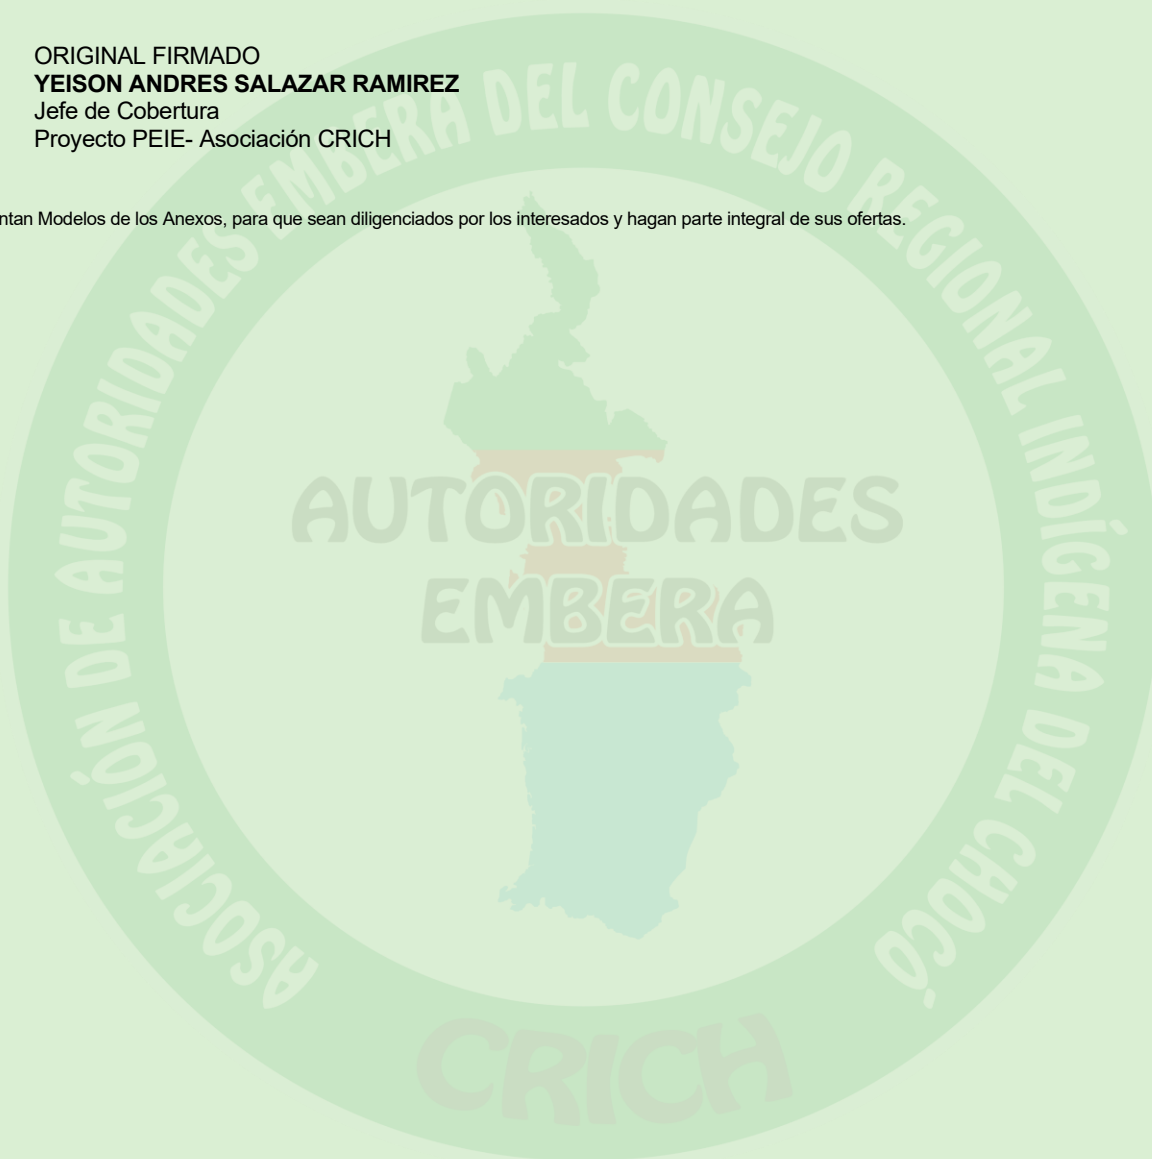 ORIGINAL FIRMADO
YEISON ANDRES SALAZAR RAMIREZ
Jefe de Cobertura
Proyecto PEIE- Asociación CRICH
ntan Modelos de los Anexos, para que sean diligenciados por los interesados y hagan parte integral de sus ofertas.
ASOCIACIÓN DE AUTORIDADES EMBERA DEL CONSEJO REGIONAL INDÍGENA DEL CHOCÓ
AUTORIDADES
EMBERA
CRICH